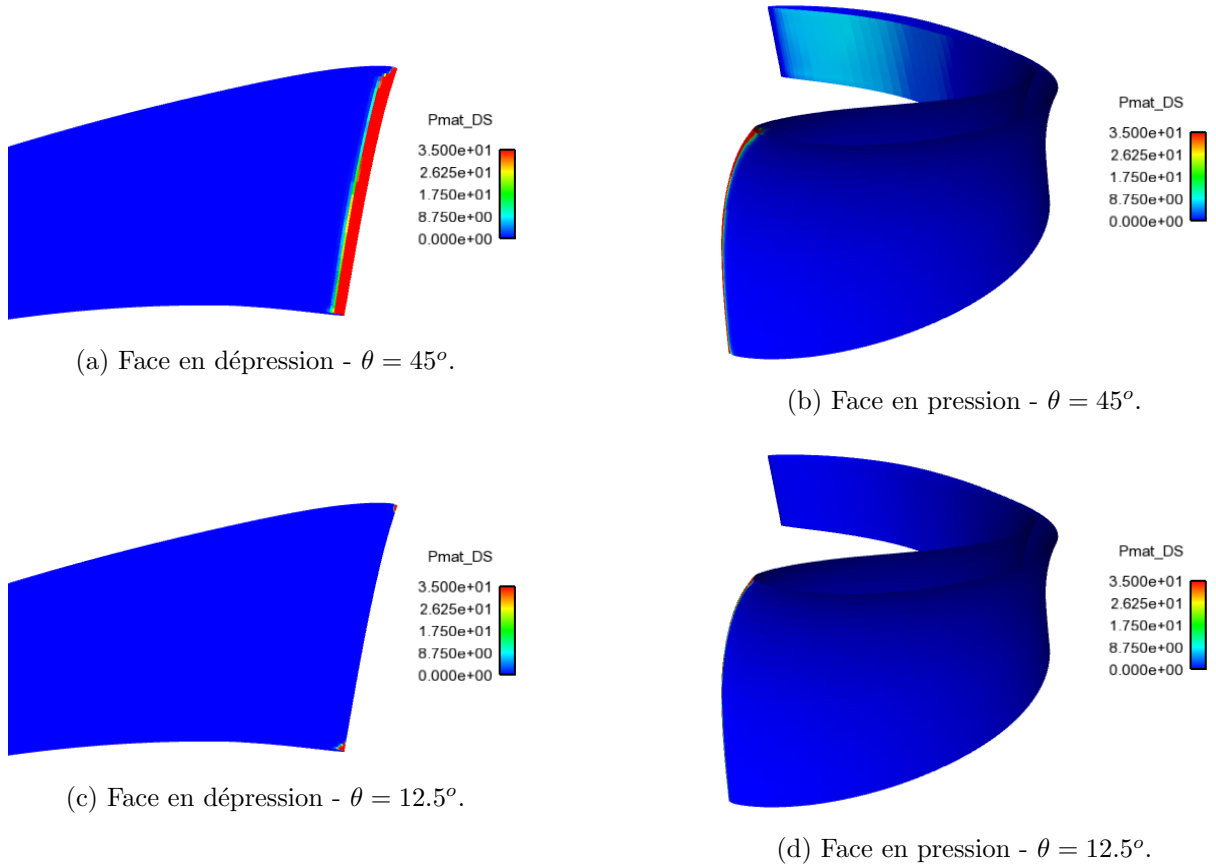 Pmat_DS
3.500e+01
2.625e+01
1.750e+01
8.750e+00
0.000e+00
(a) Face en dépression - θ = 45°.
Pmat_DS
3.500e+01
2.625e+01
1.750e+01
8.750e+00
0.000e+00
(b) Face en pression - θ = 45°.
Pmat_DS
3.500e+01
2.625e+01
1.750e+01
8.750e+00
0.000e+00
(c) Face en dépression - θ = 12.5°.
Pmat_DS
3.500e+01
2.625e+01
1.750e+01
8.750e+00
0.000e+00
(d) Face en pression - θ = 12.5°.